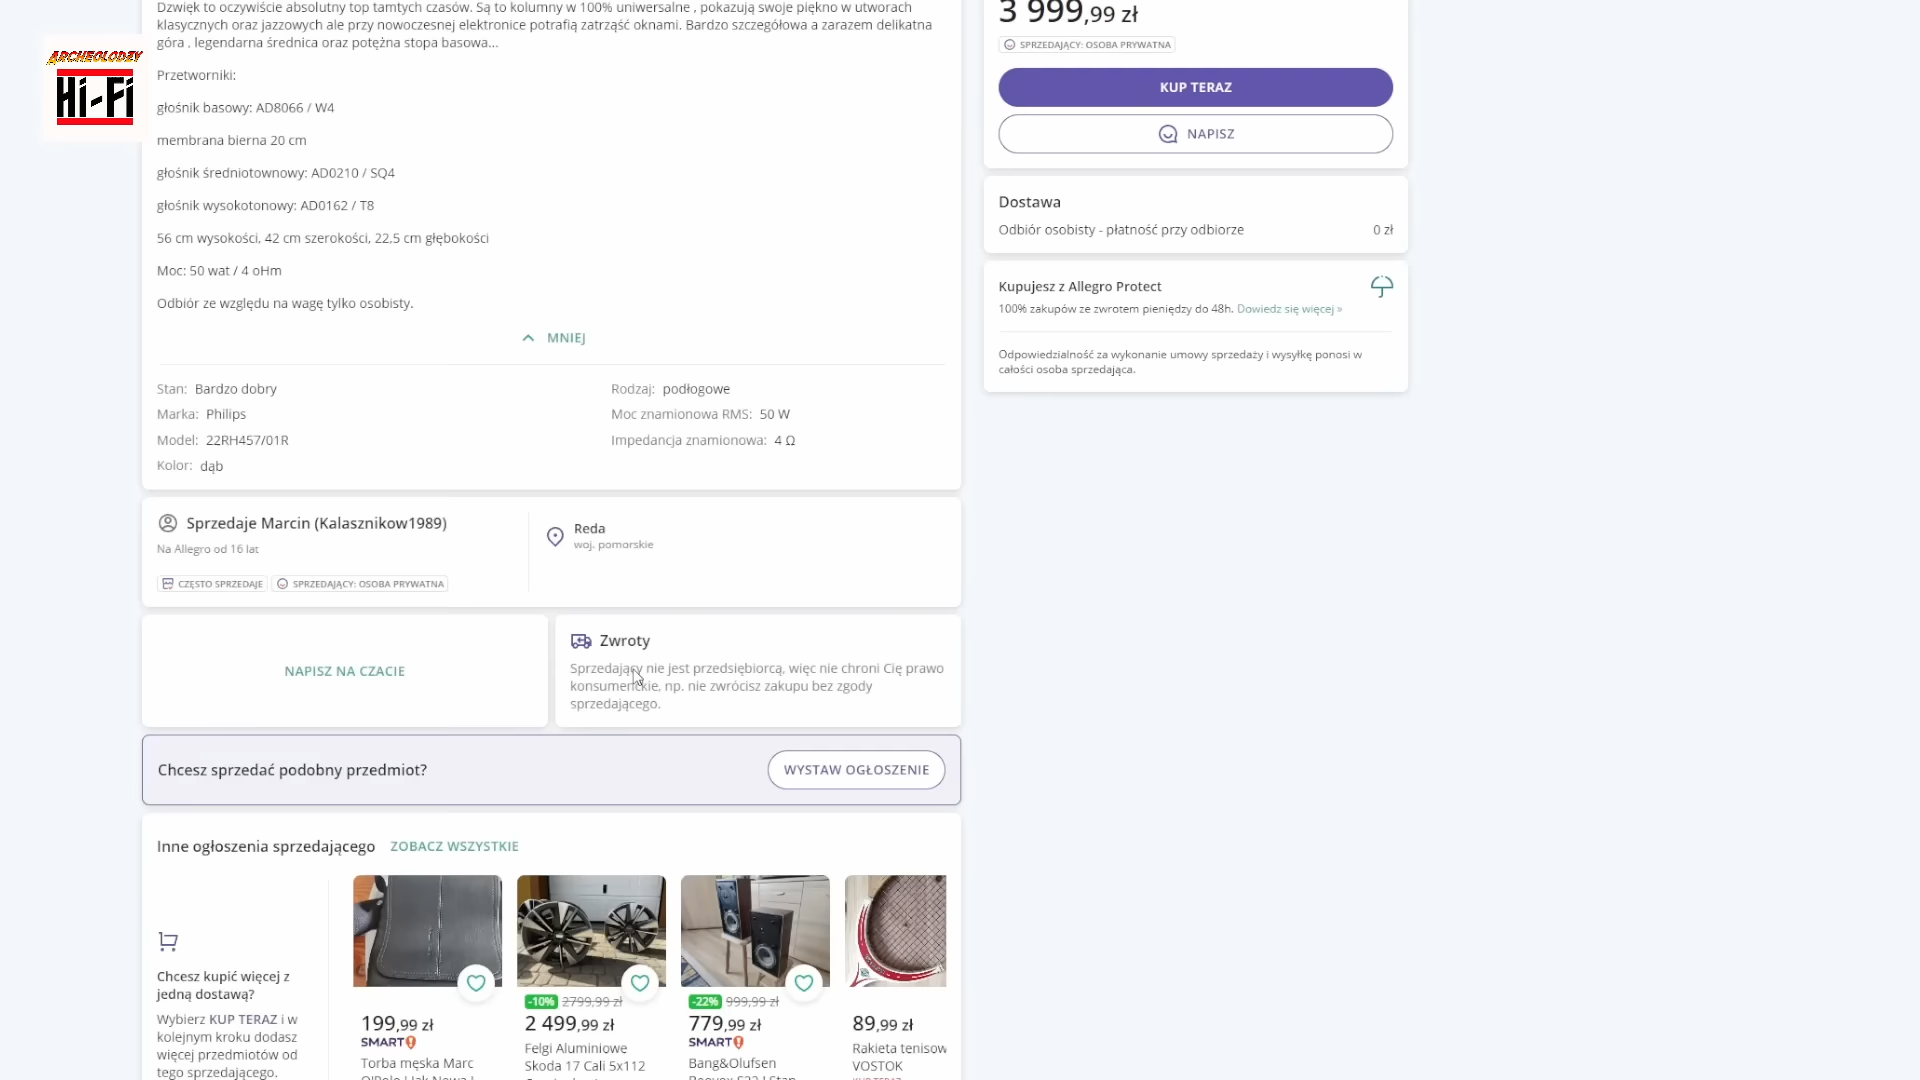 Dzwięk to oczywiście absolutny top tamtych czasów. Są to kolumny w 100% uniwersalne , pokazują swoje piękno w utworach
klasycznych oraz jazzowych ale przy nowoczesnej elektronice potrafią zatrząść oknami. Bardzo szczegółowa a zarazem delikatna
góra , legendarna średnica oraz potężna stopa basowa...
ARCHEOLODZY
Hi-Fi
Przetworniki:
głośnik basowy: AD8066 / W4
membrana bierna 20 cm
głośnik średniotownowy: AD0210 / SQ4
głośnik wysokotonowy: AD0162 / T8
56 cm wysokości, 42 cm szerokości, 22,5 cm głębokości
Moc: 50 wat / 4 oHm
Odbiór ze względu na wagę tylko osobisty.
MNIEJ
Stan: Bardzo dobry
Marka: Philips
Model: 22RH457/01R
Kolor: dąb
Rodzaj: podłogowe
Moc znamionowa RMS: 50 W
Impedancja znamionowa: 4 Ω
Sprzedaje Marcin (Kalasznikow1989)
Na Allegro od 16 lat
CZĘSTO SPRZEDAJE
SPRZEDAJĄCY: OSOBA PRYWATNA
Reda
woj. pomorskie
NAPISZ NA CZACIE
Zwroty
Sprzedający nie jest przedsiębiorcą, więc nie chroni Cię prawo
konsumenckie, np. nie zwrócisz zakupu bez zgody
sprzedającego.
Chcesz sprzedać podobny przedmiot?
WYSTAW OGŁOSZENIE
Inne ogłoszenia sprzedającego
ZOBACZ WSZYSTKIE
Chcesz kupić więcej z
jedną dostawą?
Wybierz KUP TERAZ i w
kolejnym kroku dodasz
więcej przedmiotów od
tego sprzedającego.
199,99 zł
SMART!
Torba męska Marc
-10% 2799,99 zł
2 499,99 zł
Felgi Aluminiowe
Skoda 17 Cali 5x112
-22% 999,99 zł
779,99 zł
SMART!
Bang&Olufsen
89,99 zł
Rakieta tenisow
VOSTOK
3 999,99 zł
SPRZEDAJĄCY: OSOBA PRYWATNA
KUP TERAZ
NAPISZ
Dostawa
Odbiór osobisty - płatność przy odbiorze
0 zł
Kupujesz z Allegro Protect
100% zakupów ze zwrotem pieniędzy do 48h. Dowiedz się więcej »
Odpowiedzialność za wykonanie umowy sprzedaży i wysyłkę ponosi w
całości osoba sprzedająca.